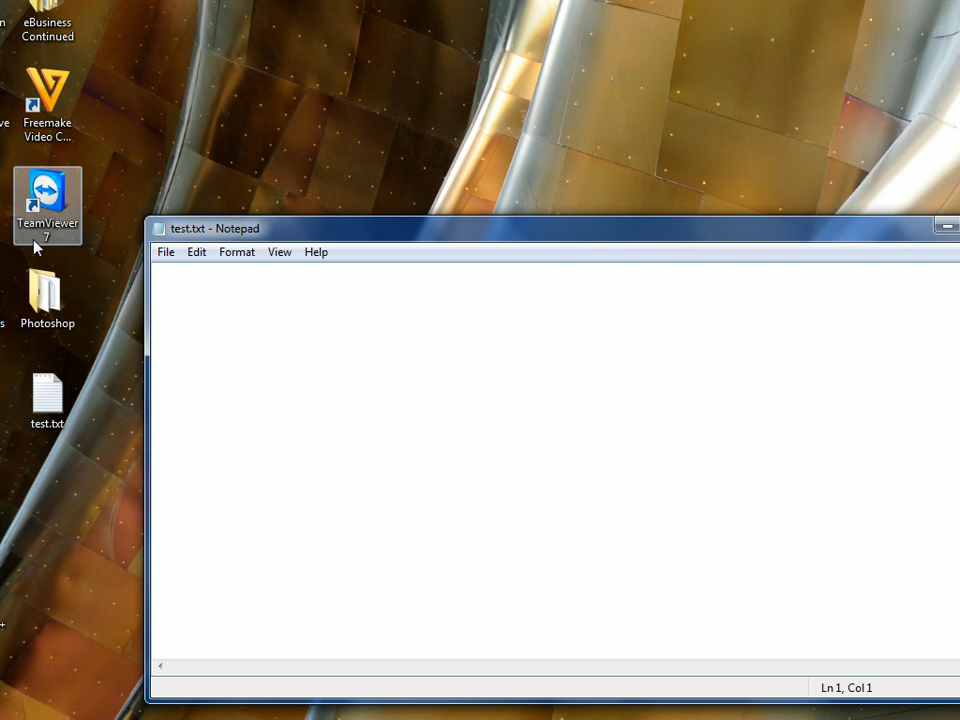 n
eBusiness
Continued
ve
Freemake
Video C...
TeamViewer
7
s
Photoshop
test.txt
test.txt - Notepad
File Edit Format View Help
Ln 1, Col 1